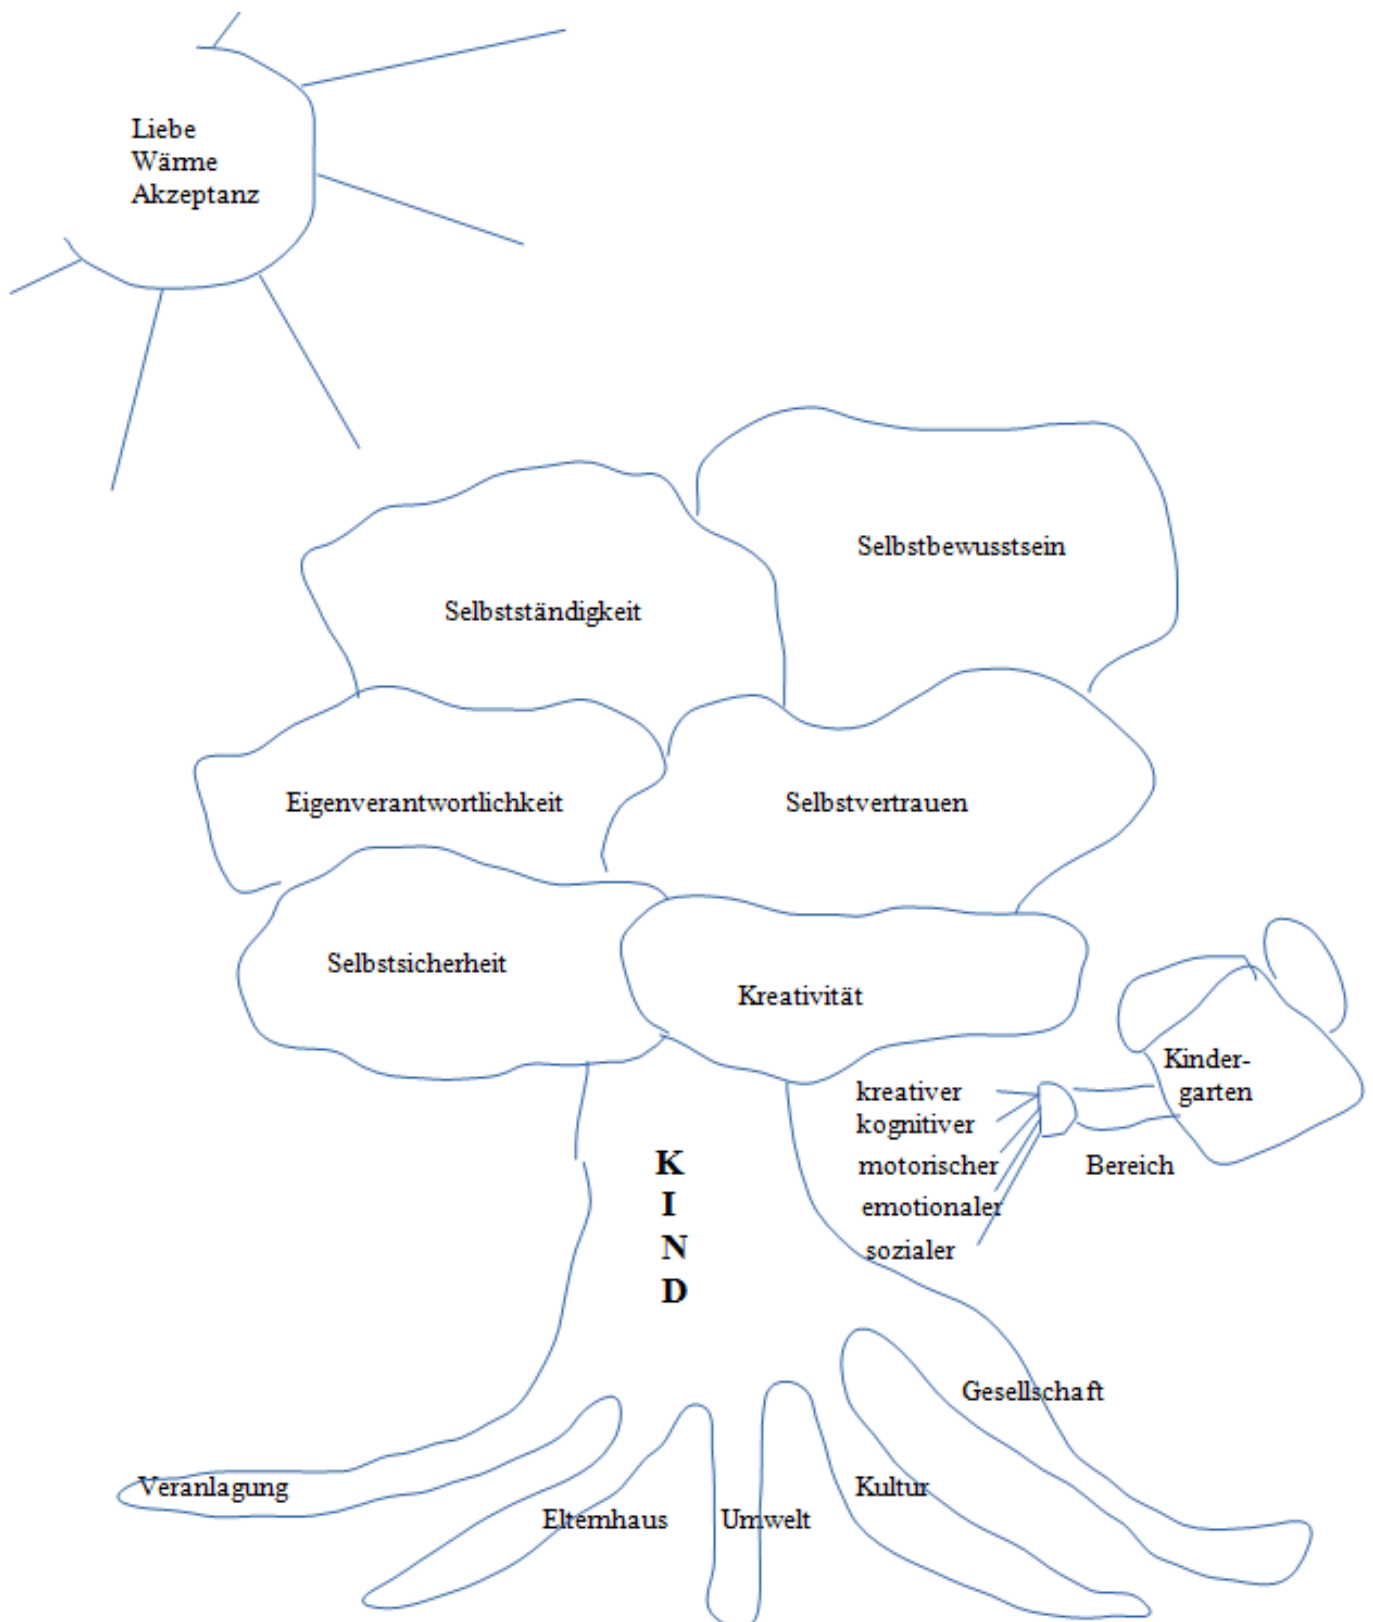 Liebe
Wärme
Akzeptanz
Selbstbewusstsein
Selbstständigkeit
Eigenverantwortlichkeit
Selbstvertrauen
Selbstsicherheit
Kreativität
Kinder-
garten
kreativer
kognitiver
motorischer
Bereich
emotionaler
sozialer
K
I
N
D
Gesellschaft
Veranlagung
Kultur
Elternhaus
Umwelt